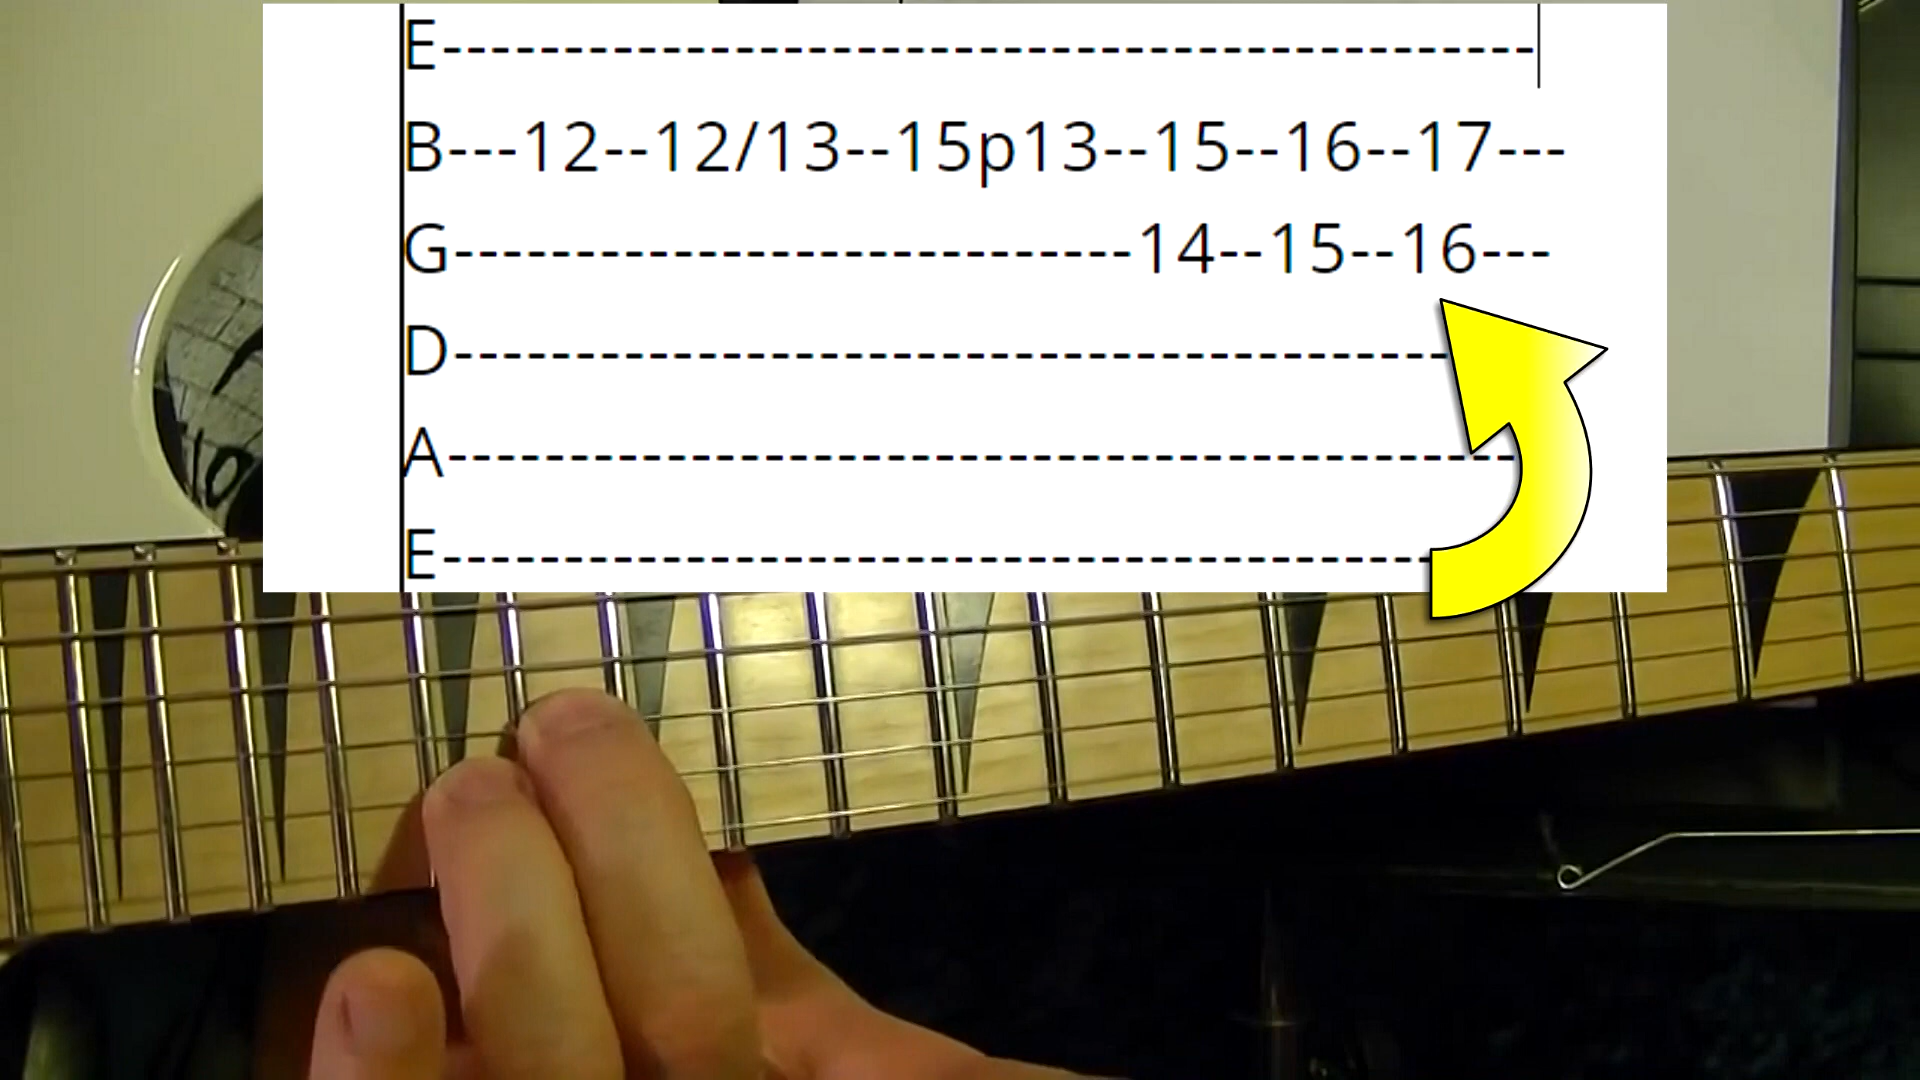 E---------------------------------------------
B---12--12/13--15p13--15--16--17---
G----------------------------14--15--16---
D-----------------------------------------
A--------------------------------------------
E-----------------------------------------